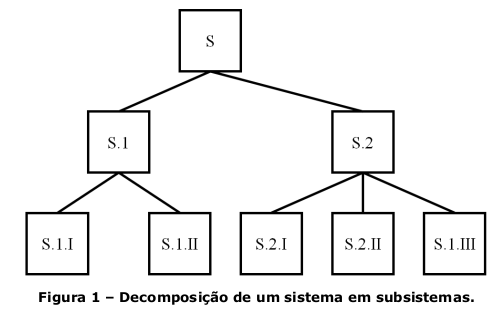 S
S.1 S.2
S.1.I S.1.II S.2.I S.2.II S.1.III
Figura 1 – Decomposição de um sistema em subsistemas.